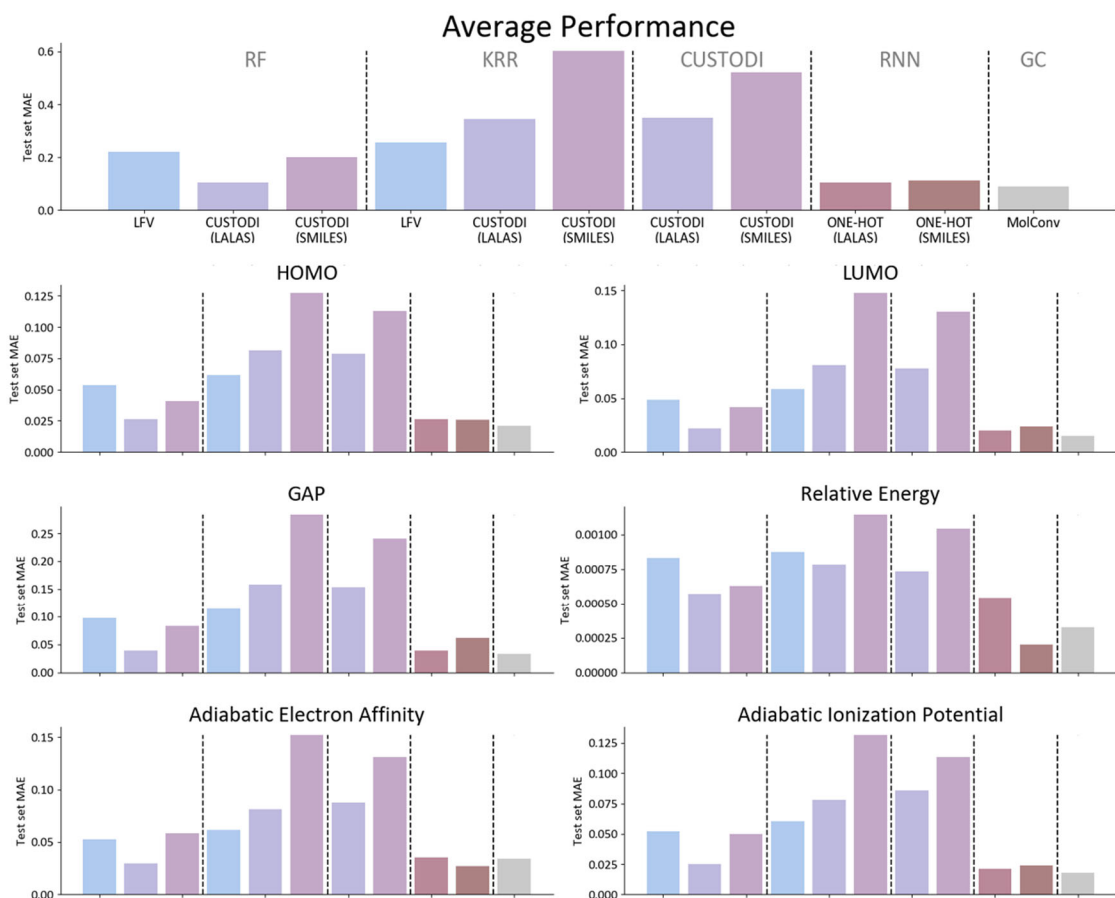 Average Performance
RF KRR CUSTODI RNN GC
Test set MAE
0.6
0.4
0.2
0.0
LFV CUSTODI CUSTODI LFV CUSTODI CUSTODI CUSTODI CUSTODI ONE-HOT ONE-HOT MolConv
(LALAS) (SMILES) (LALAS) (SMILES) (LALAS) (SMILES) (LALAS) (SMILES)
HOMO
Test set MAE
0.125
0.100
0.075
0.050
0.025
0.000
LUMO
Test set MAE
0.15
0.10
0.05
0.00
GAP
Test set MAE
0.25
0.20
0.15
0.10
0.05
0.00
Relative Energy
Test set MAE
0.00100
0.00075
0.00050
0.00025
0.00000
Adiabatic Electron Affinity
Test set MAE
0.15
0.10
0.05
0.00
Adiabatic Ionization Potential
Test set MAE
0.125
0.100
0.075
0.050
0.025
0.000